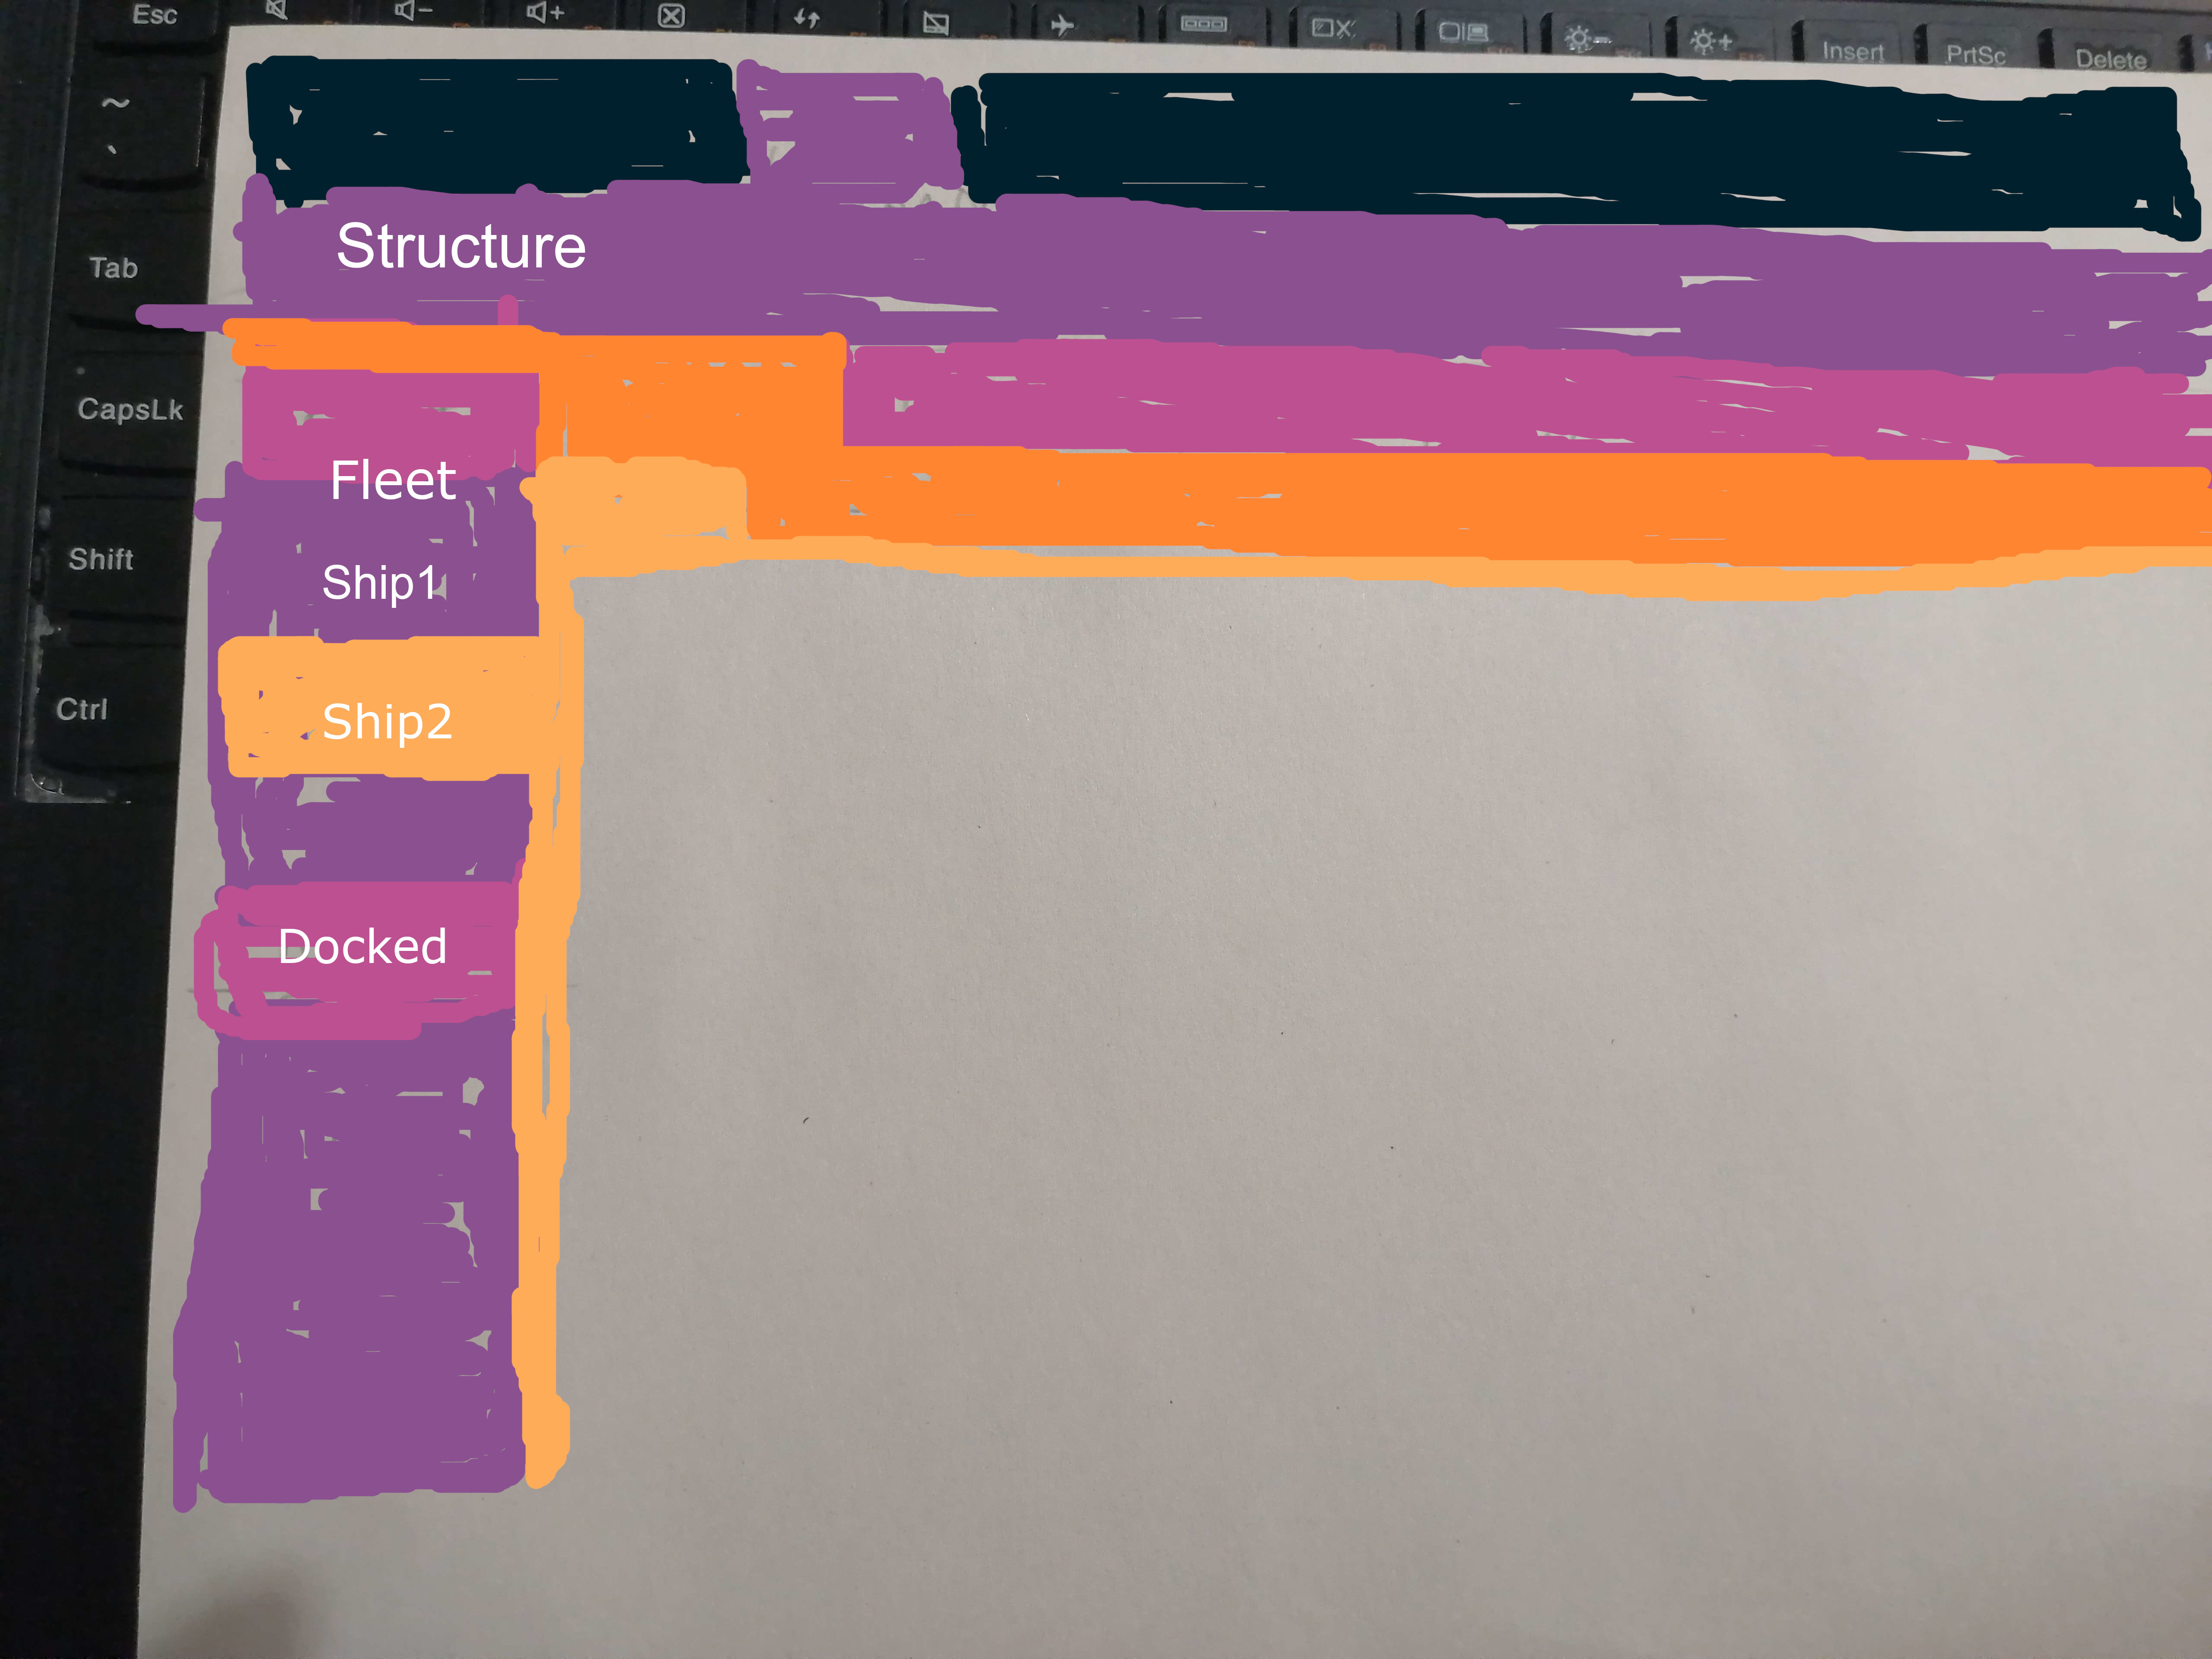 Esc
Insert
PrtSc
Delete
~
`
Tab
CapsLk
Shift
Ctrl
Structure
Fleet
Ship1
Ship2
Docked